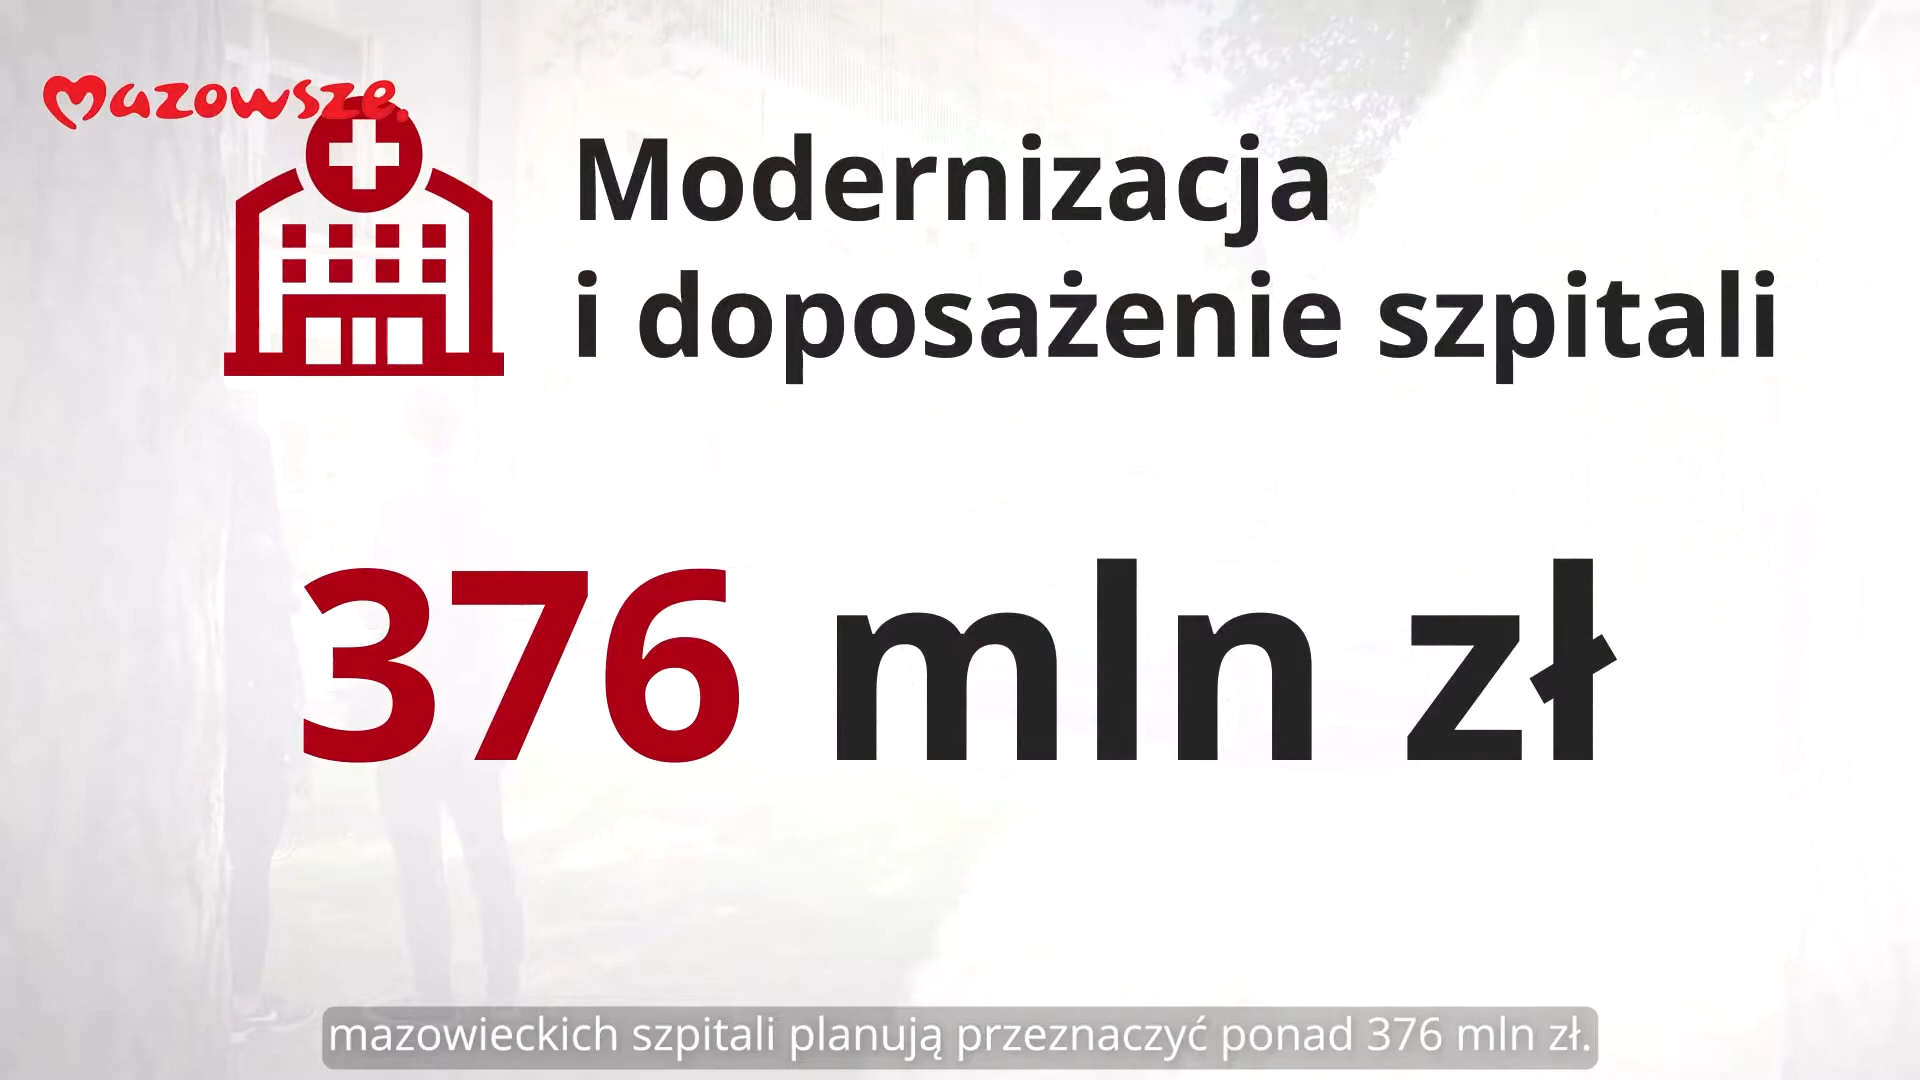 Mazowsze.
Modernizacja
i doposażenie szpitali
376 mln zł
mazowieckich szpitali planują przeznaczyć ponad 376 mln zł.